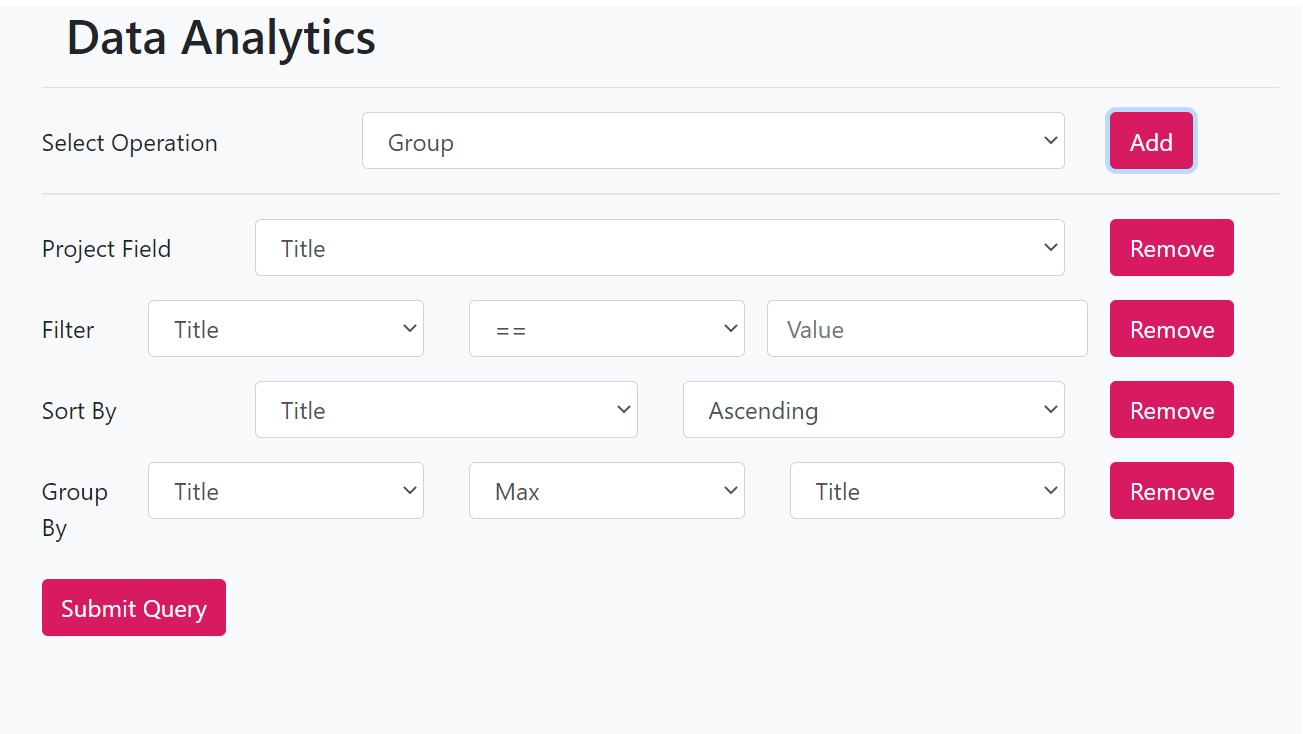 Data Analytics
Select Operation Group Add
Project Field Title Remove
Filter Title == Value Remove
Sort By Title Ascending Remove
Group By Title Max Title Remove
Submit Query